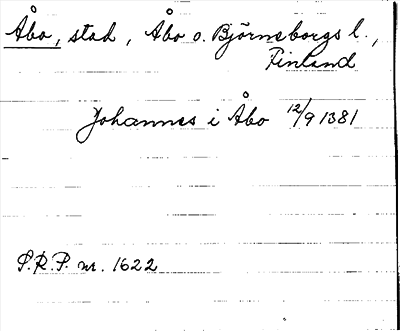 Åbo, stad, Åbo o. Björneborgs l.,
Finland
Johannes i Åbo 12/9 1381
S.R.P. nr. 1622